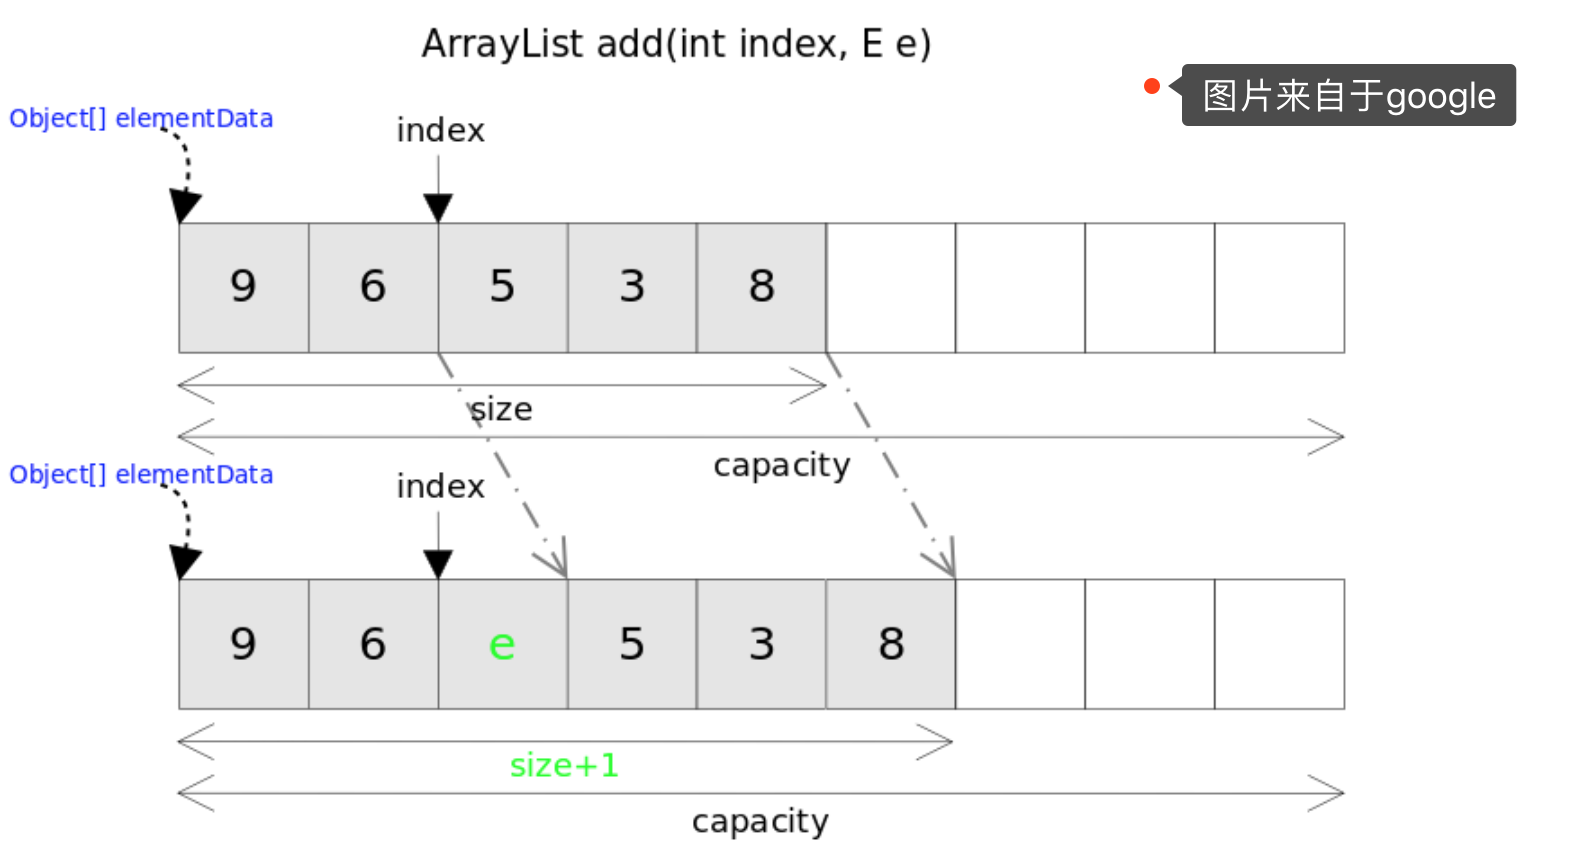 ArrayList add(int index, E e)
图片来自于google
Object[] elementData
index
9 6 5 3 8
size
capacity
Object[] elementData
index
9 6 e 5 3 8
size+1
capacity